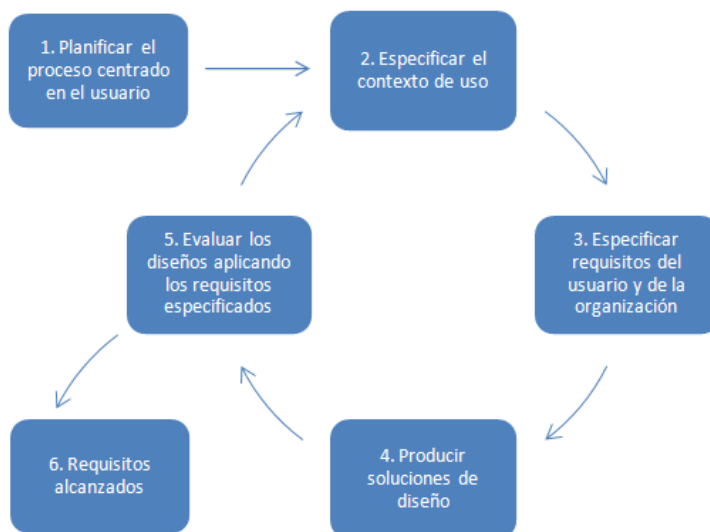 1. Planificar el
proceso centrado
en el usuario
2. Especificar el
contexto de uso
3. Especificar
requisitos del
usuario y de la
organización
4. Producir
soluciones de
diseño
5. Evaluar los
diseños aplicando
los requisitos
especificados
6. Requisitos
alcanzados